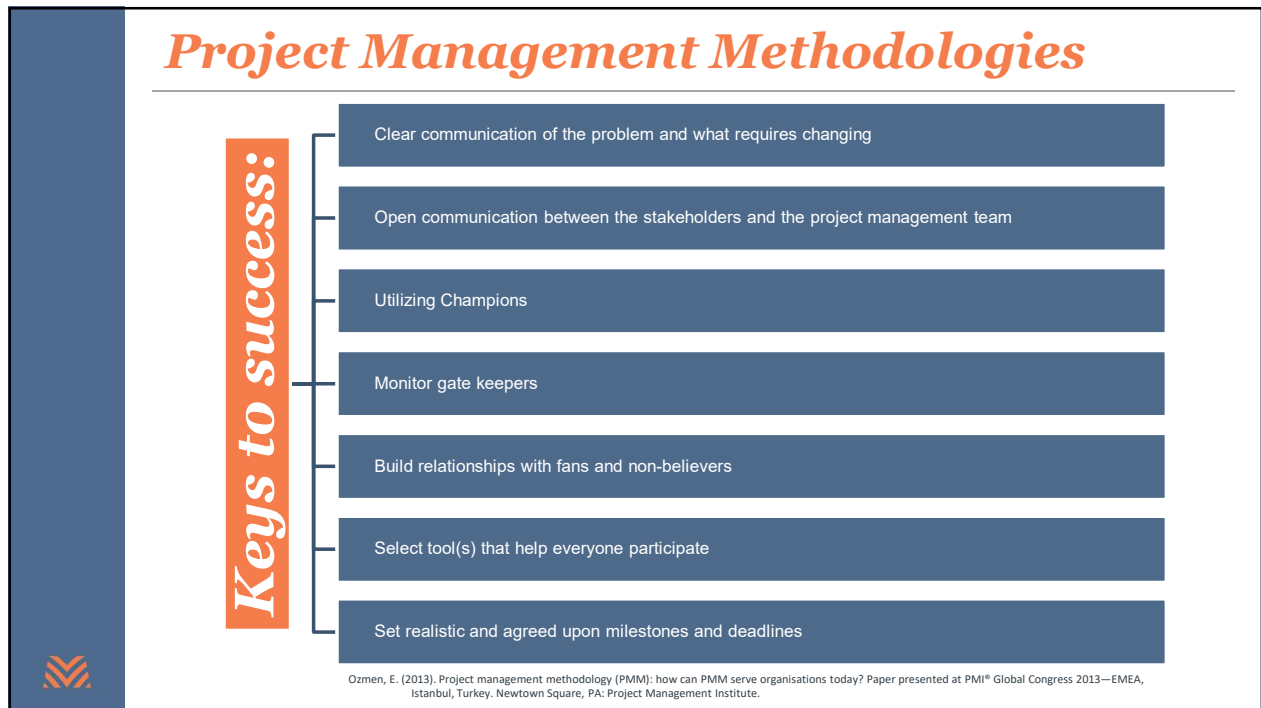 Project Management Methodologies
Keys to success:
Clear communication of the problem and what requires changing
Open communication between the stakeholders and the project management team
Utilizing Champions
Monitor gate keepers
Build relationships with fans and non-believers
Select tool(s) that help everyone participate
Set realistic and agreed upon milestones and deadlines
Ozmen, E. (2013). Project management methodology (PMM): how can PMM serve organisations today? Paper presented at PMI® Global Congress 2013—EMEA,
Istanbul, Turkey. Newtown Square, PA: Project Management Institute.